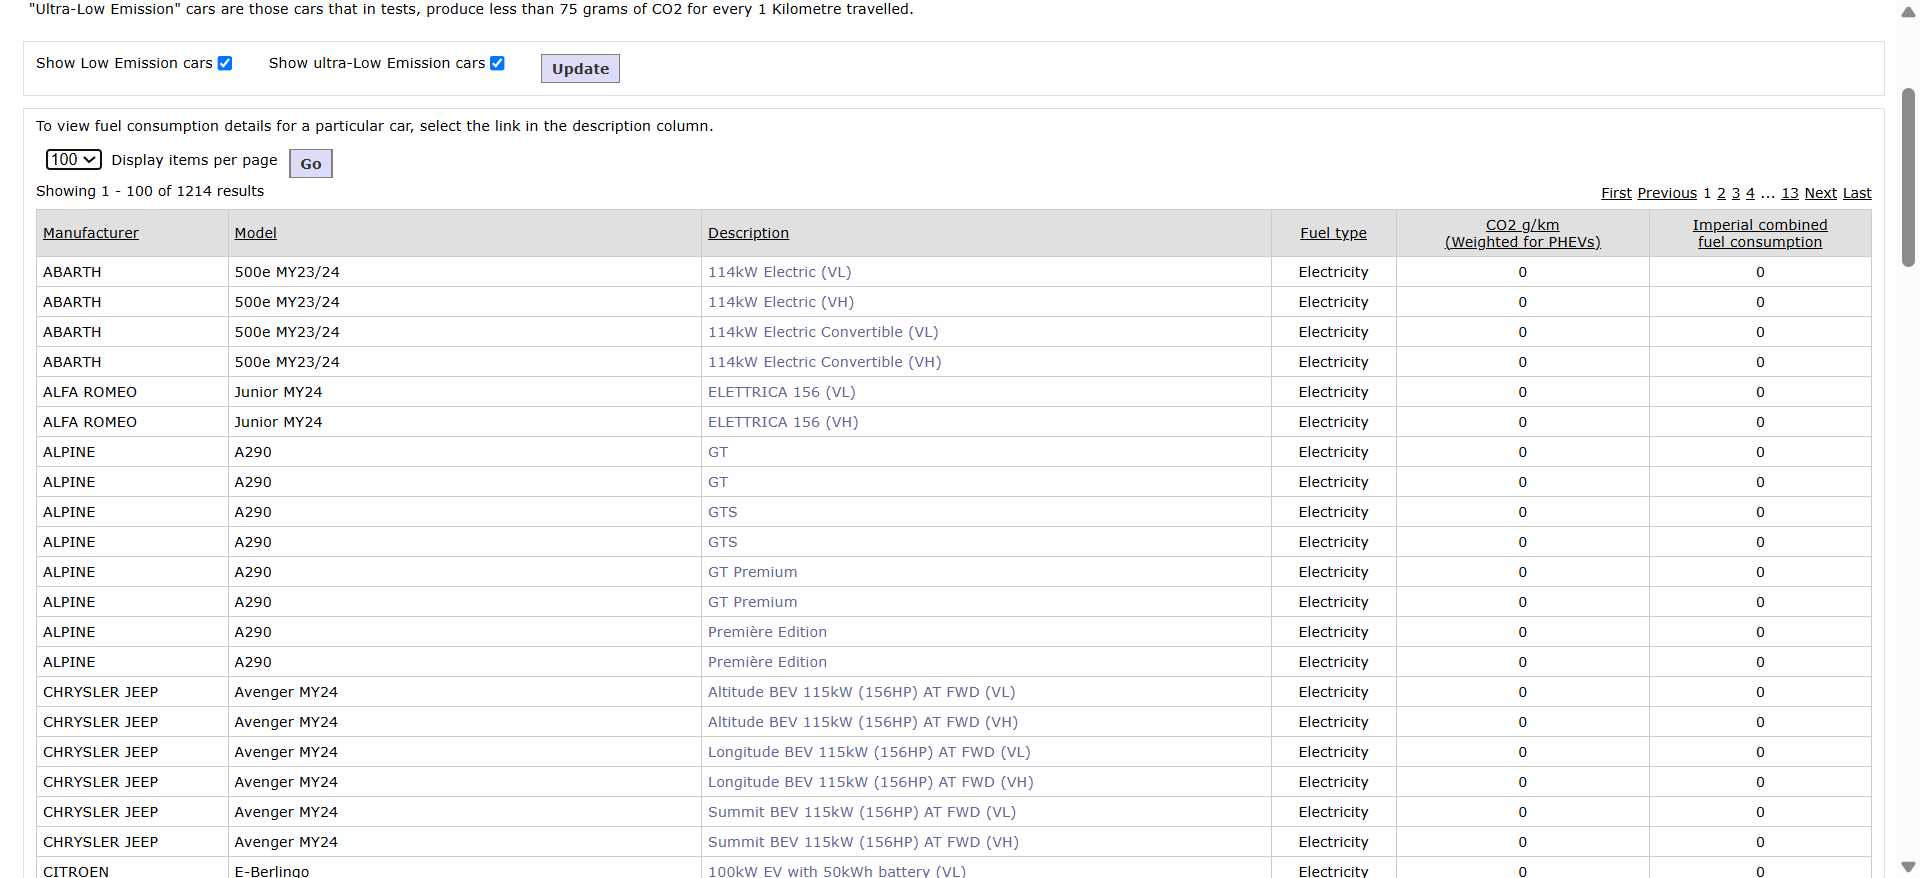 "Ultra-Low Emission" cars are those cars that in tests, produce less than 75 grams of CO2 for every 1 Kilometre travelled.
Show Low Emission cars Show ultra-Low Emission cars Update
To view fuel consumption details for a particular car, select the link in the description column.
100 Display items per page Go
Showing 1 - 100 of 1214 results First Previous 1 2 3 4 ... 13 Next Last
Manufacturer Model Description Fuel type CO2 g/km (Weighted for PHEVs) Imperial combined fuel consumption
ABARTH 500e MY23/24 114kW Electric (VL) Electricity 0 0
ABARTH 500e MY23/24 114kW Electric (VH) Electricity 0 0
ABARTH 500e MY23/24 114kW Electric Convertible (VL) Electricity 0 0
ABARTH 500e MY23/24 114kW Electric Convertible (VH) Electricity 0 0
ALFA ROMEO Junior MY24 ELETTRICA 156 (VL) Electricity 0 0
ALFA ROMEO Junior MY24 ELETTRICA 156 (VH) Electricity 0 0
ALPINE A290 GT Electricity 0 0
ALPINE A290 GT Electricity 0 0
ALPINE A290 GTS Electricity 0 0
ALPINE A290 GTS Electricity 0 0
ALPINE A290 GT Premium Electricity 0 0
ALPINE A290 GT Premium Electricity 0 0
ALPINE A290 Première Edition Electricity 0 0
ALPINE A290 Première Edition Electricity 0 0
CHRYSLER JEEP Avenger MY24 Altitude BEV 115kW (156HP) AT FWD (VL) Electricity 0 0
CHRYSLER JEEP Avenger MY24 Altitude BEV 115kW (156HP) AT FWD (VH) Electricity 0 0
CHRYSLER JEEP Avenger MY24 Longitude BEV 115kW (156HP) AT FWD (VL) Electricity 0 0
CHRYSLER JEEP Avenger MY24 Longitude BEV 115kW (156HP) AT FWD (VH) Electricity 0 0
CHRYSLER JEEP Avenger MY24 Summit BEV 115kW (156HP) AT FWD (VL) Electricity 0 0
CHRYSLER JEEP Avenger MY24 Summit BEV 115kW (156HP) AT FWD (VH) Electricity 0 0
CITROEN E-Berlingo 100kW EV with 50kWh battery (VL) Electricity 0 0